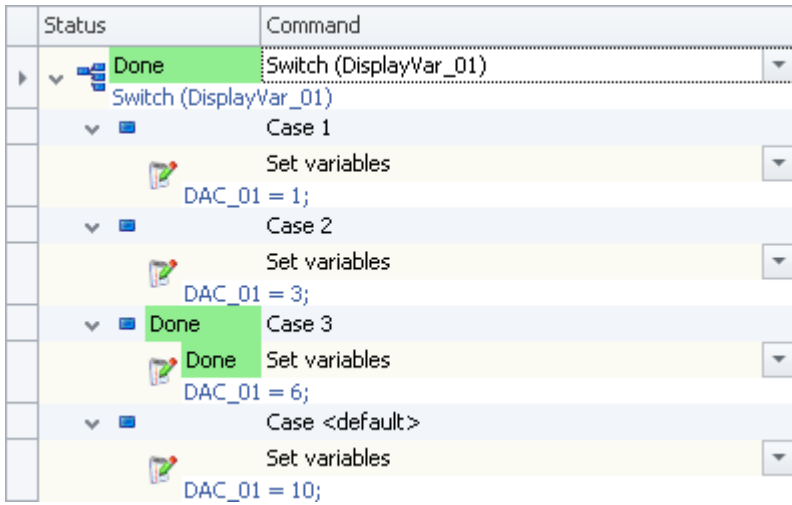 Status Command
Done Switch (DisplayVar_01)
Switch (DisplayVar_01)
Case 1
Set variables
DAC_01 = 1;
Case 2
Set variables
DAC_01 = 3;
Done Case 3
Done Set variables
DAC_01 = 6;
Case <default>
Set variables
DAC_01 = 10;